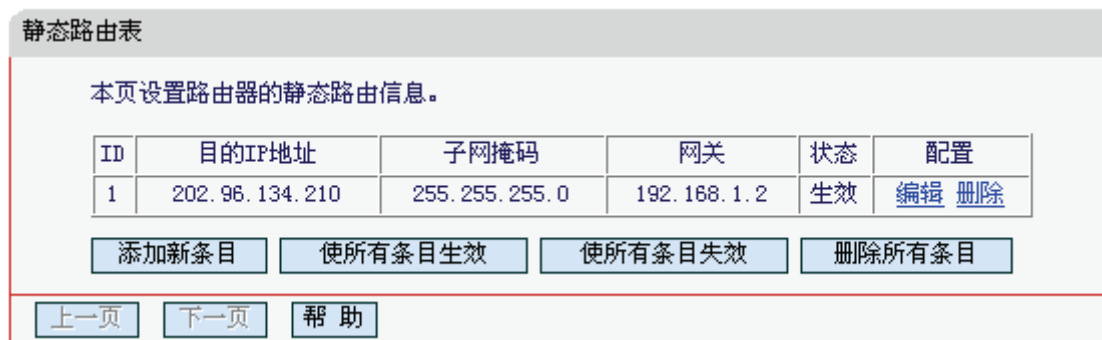 静态路由表
本页设置路由器的静态路由信息。
ID 目的IP地址 子网掩码 网关 状态 配置
1 202.96.134.210 255.255.255.0 192.168.1.2 生效 编辑 删除
添加新条目 使所有条目生效 使所有条目失效 删除所有条目
上一页 下一页 帮 助